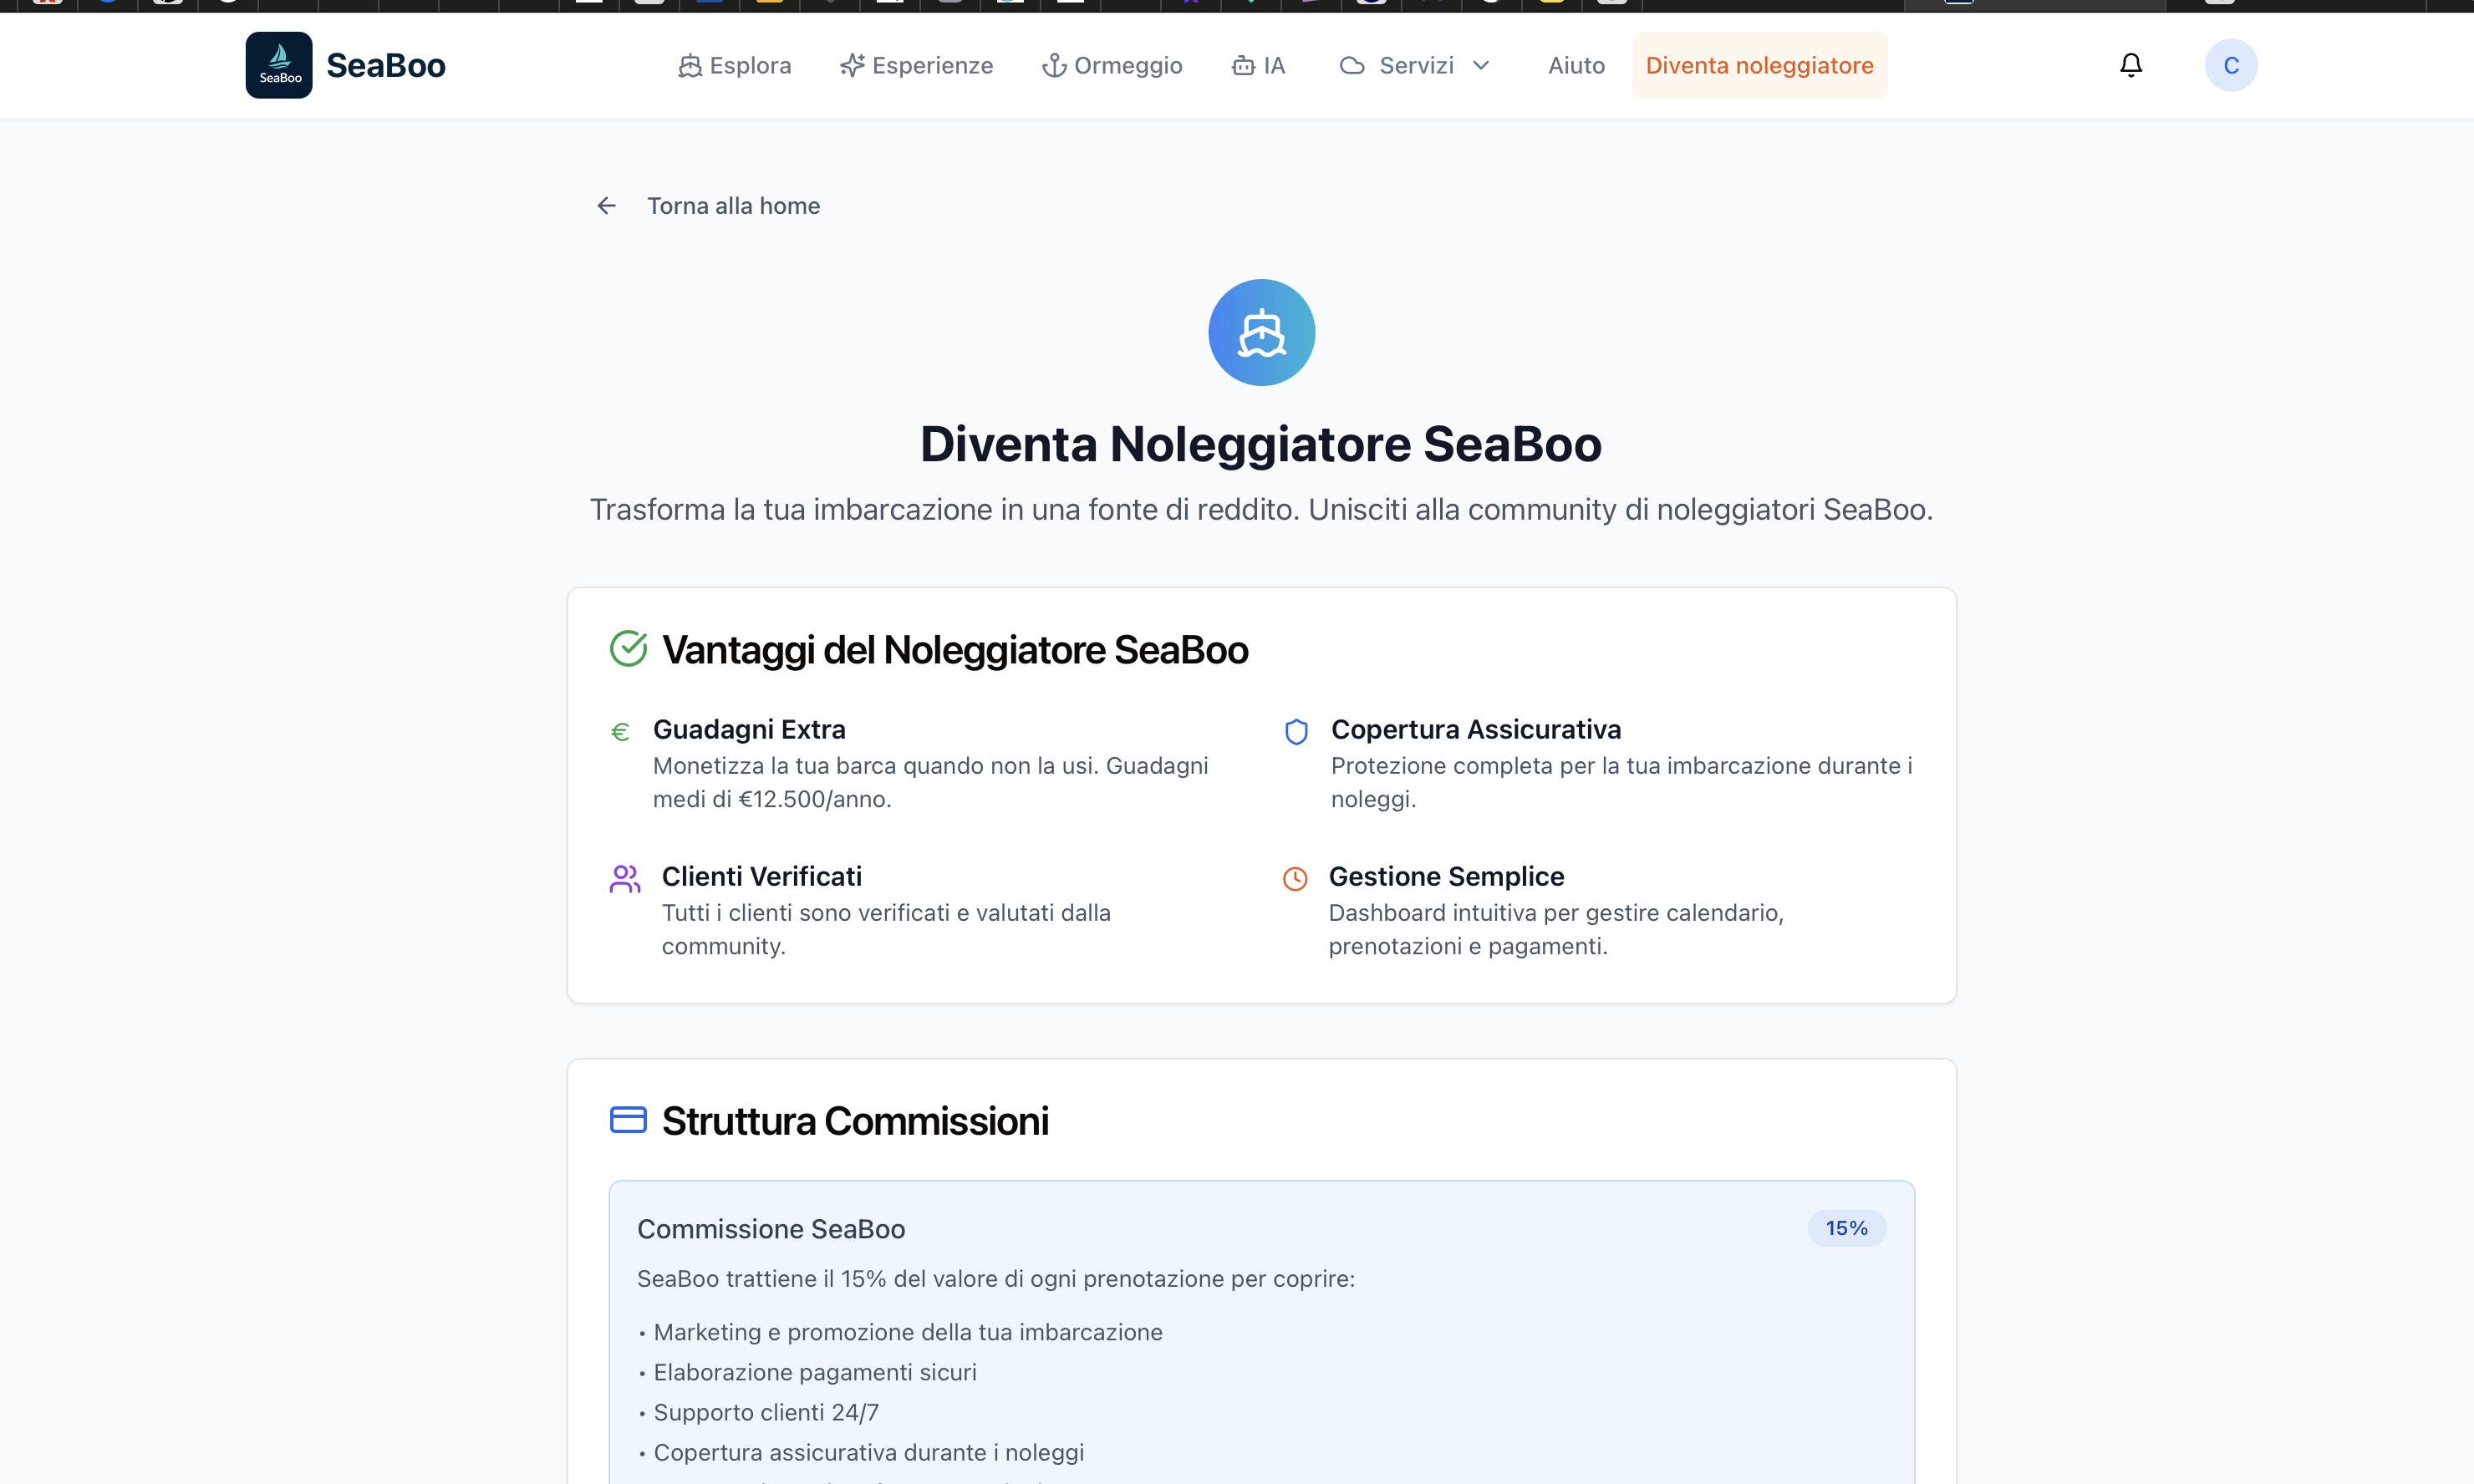 SeaBoo
SeaBoo
Esplora
Esperienze
Ormeggio
IA
Servizi
Aiuto
Diventa noleggiatore
C
Torna alla home
Diventa Noleggiatore SeaBoo
Trasforma la tua imbarcazione in una fonte di reddito. Unisciti alla community di noleggiatori SeaBoo.
Vantaggi del Noleggiatore SeaBoo
€ Guadagni Extra
Monetizza la tua barca quando non la usi. Guadagni
medi di €12.500/anno.
Copertura Assicurativa
Protezione completa per la tua imbarcazione durante i
noleggi.
Clienti Verificati
Tutti i clienti sono verificati e valutati dalla
community.
Gestione Semplice
Dashboard intuitiva per gestire calendario,
prenotazioni e pagamenti.
Struttura Commissioni
Commissione SeaBoo
15%
SeaBoo trattiene il 15% del valore di ogni prenotazione per coprire:
• Marketing e promozione della tua imbarcazione
• Elaborazione pagamenti sicuri
• Supporto clienti 24/7
• Copertura assicurativa durante i noleggi